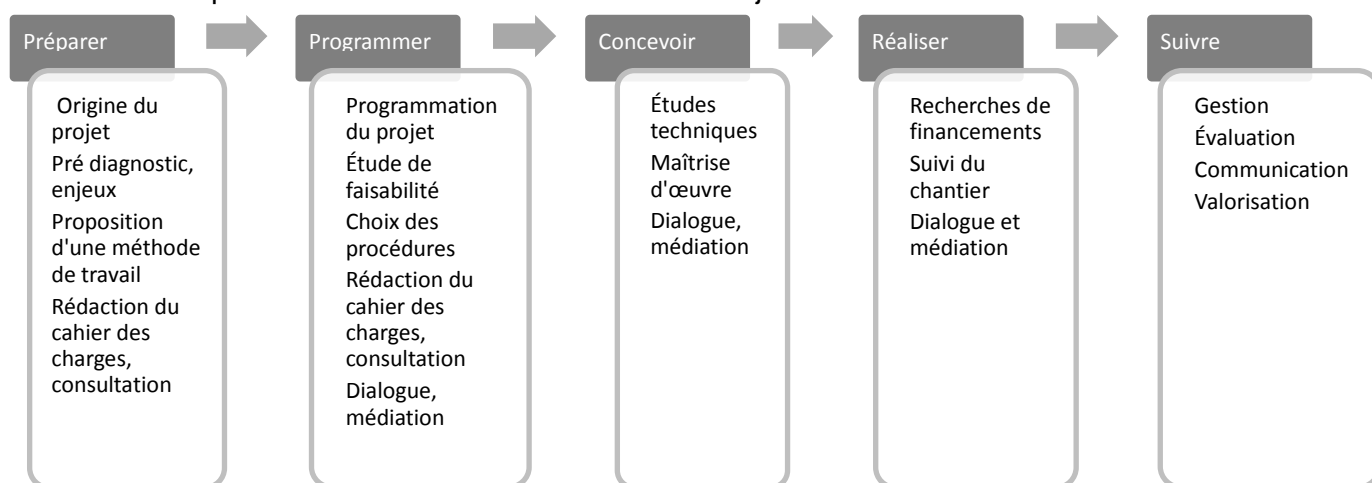 Préparer
Origine du
projet
Pré diagnostic,
enjeux
Proposition
d'une méthode
de travail
Rédaction du
cahier des
charges,
consultation
Programmer
Programmation
du projet
Étude de
faisabilité
Choix des
procédures
Rédaction du
cahier des
charges,
consultation
Dialogue,
médiation
Concevoir
Études
techniques
Maîtrise
d'œuvre
Dialogue,
médiation
Réaliser
Recherches de
financements
Suivi du
chantier
Dialogue et
médiation
Suivre
Gestion
Évaluation
Communication
Valorisation